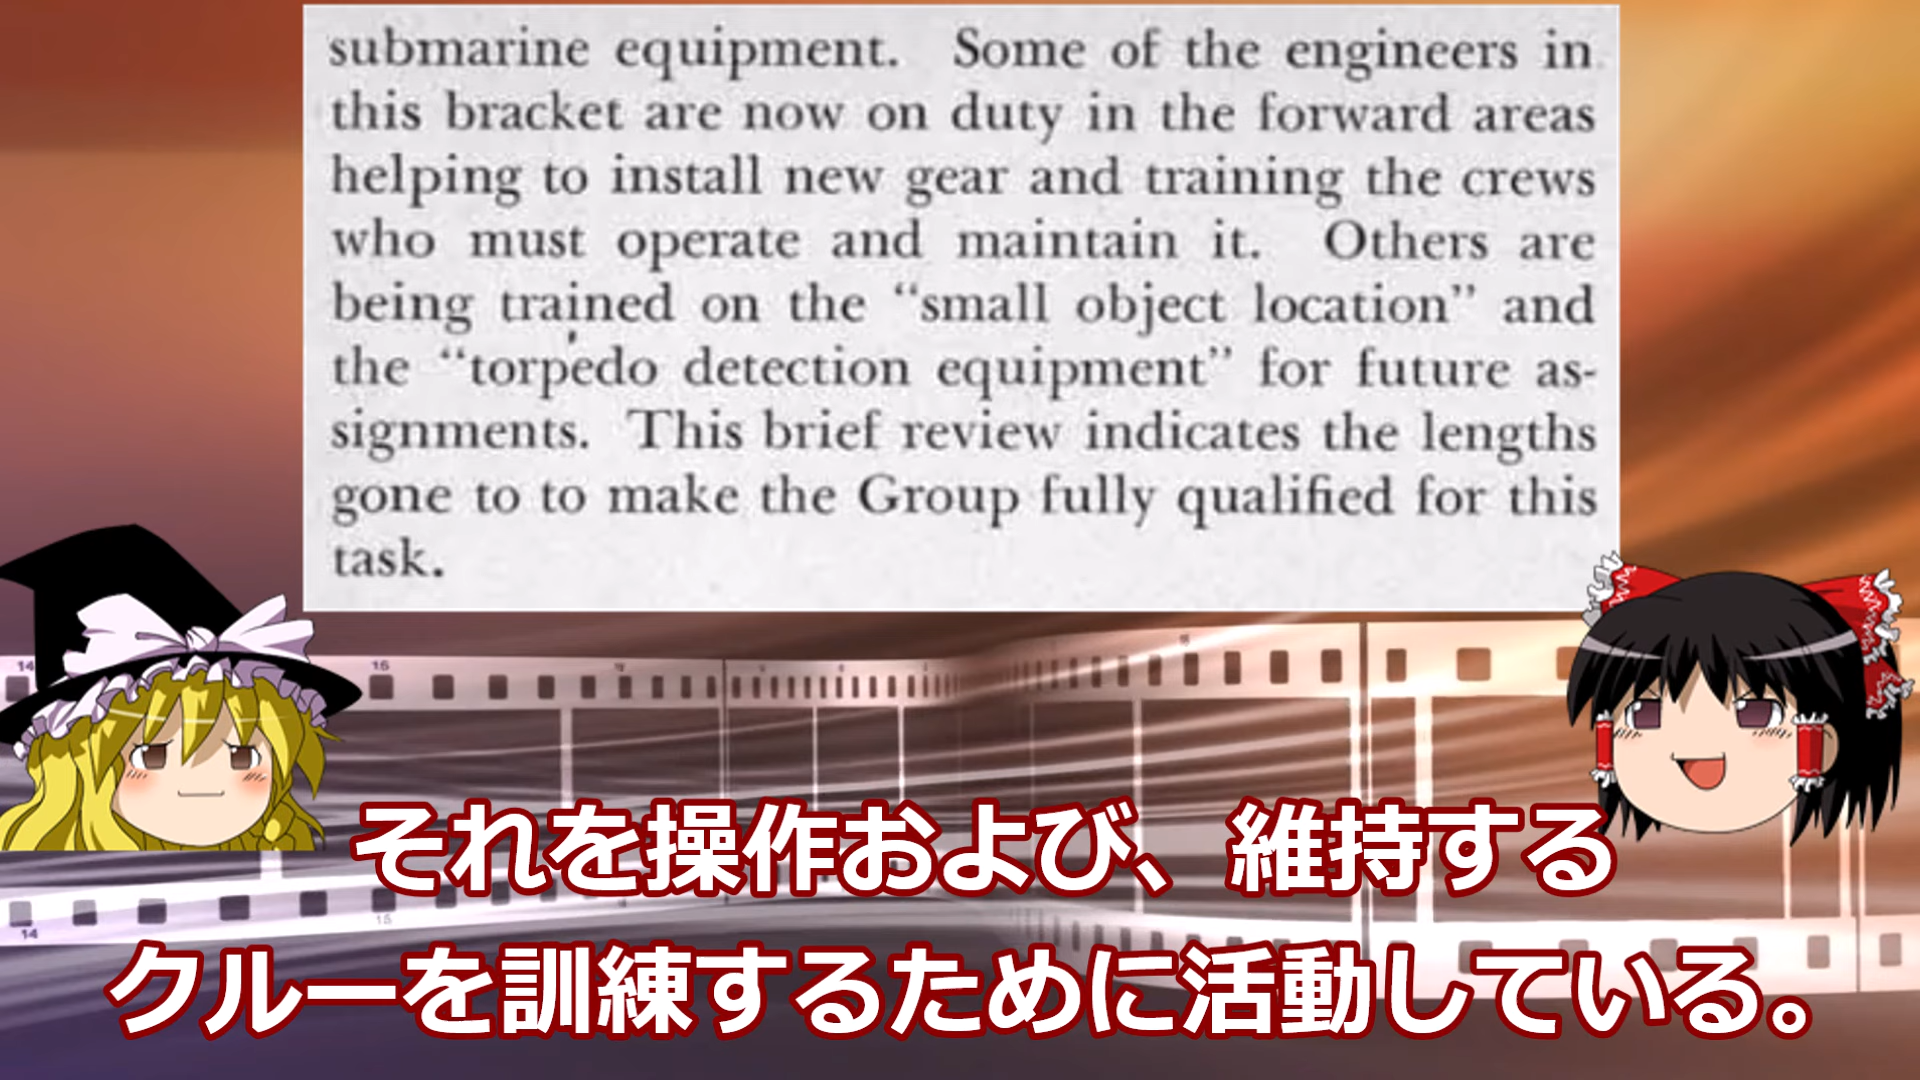 submarine equipment. Some of the engineers in
this bracket are now on duty in the forward areas
helping to install new gear and training the crews
who must operate and maintain it. Others are
being trained on the “small object location” and
the “torpedo detection equipment” for future as-
signments. This brief review indicates the lengths
gone to to make the Group fully qualified for this
task.
14
15
14
15
それを操作および、維持する
クルーを訓練するために活動している。